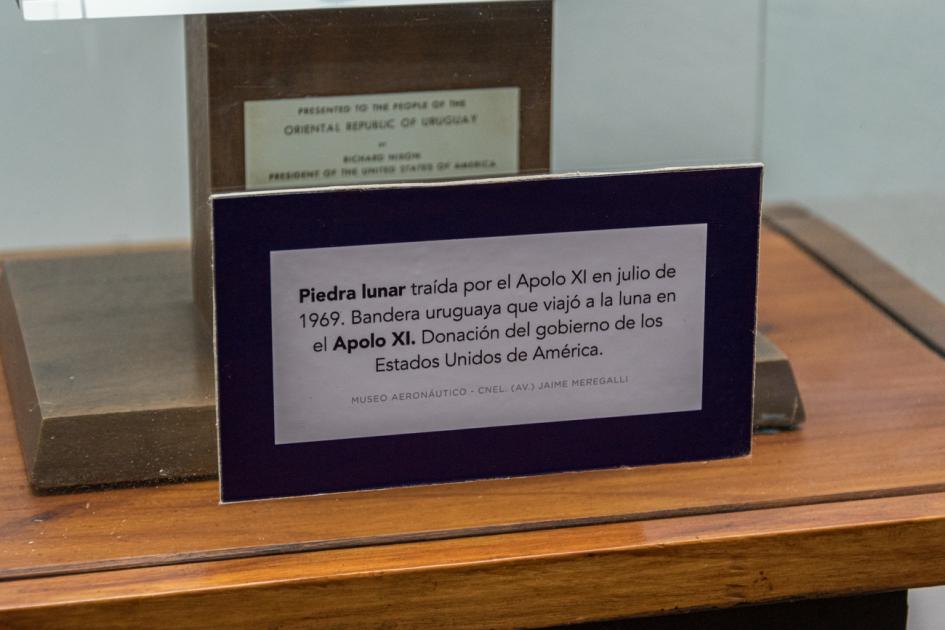 PRESENTED TO THE PEOPLE OF THE
ORIENTAL REPUBLIC OF URUGUAY
BY
RICHARD NIXON
PRESIDENT OF THE UNITED STATES OF AMERICA
Piedra lunar traída por el Apolo XI en julio de
1969. Bandera uruguaya que viajó a la luna en
el Apolo XI. Donación del gobierno de los
Estados Unidos de América.
MUSEO AERONÁUTICO - CNEL. (AV.) JAIME MEREGALLI